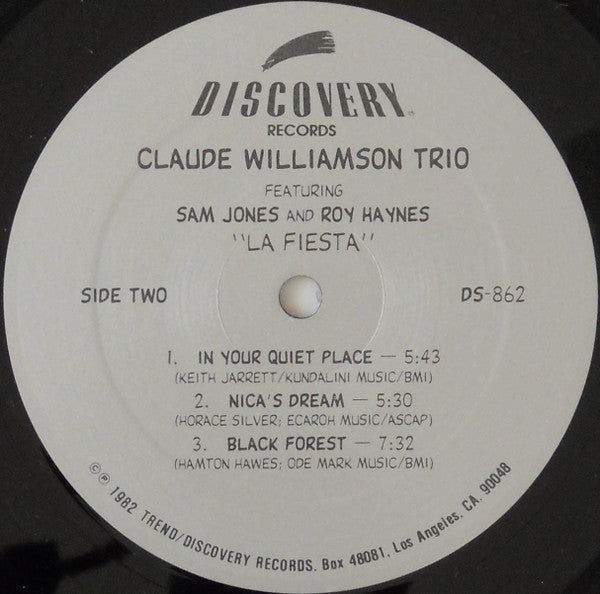 DISCOVERY
RECORDS
CLAUDE WILLIAMSON TRIO
FEATURING
SAM JONES AND ROY HAYNES
"LA FIESTA"
SIDE TWO DS-862
1. IN YOUR QUIET PLACE — 5:43
(KEITH JARRETT/KUNDALINI MUSIC/BMI)
2. NICA'S DREAM — 5:30
(HORACE SILVER; ECAROH MUSIC/ASCAP)
3. BLACK FOREST — 7:32
(HAMTON HAWES; ODE MARK MUSIC/BMI)
© ℗ 1982 TREND/DISCOVERY RECORDS. Box 48081, Los Angeles, CA. 90048